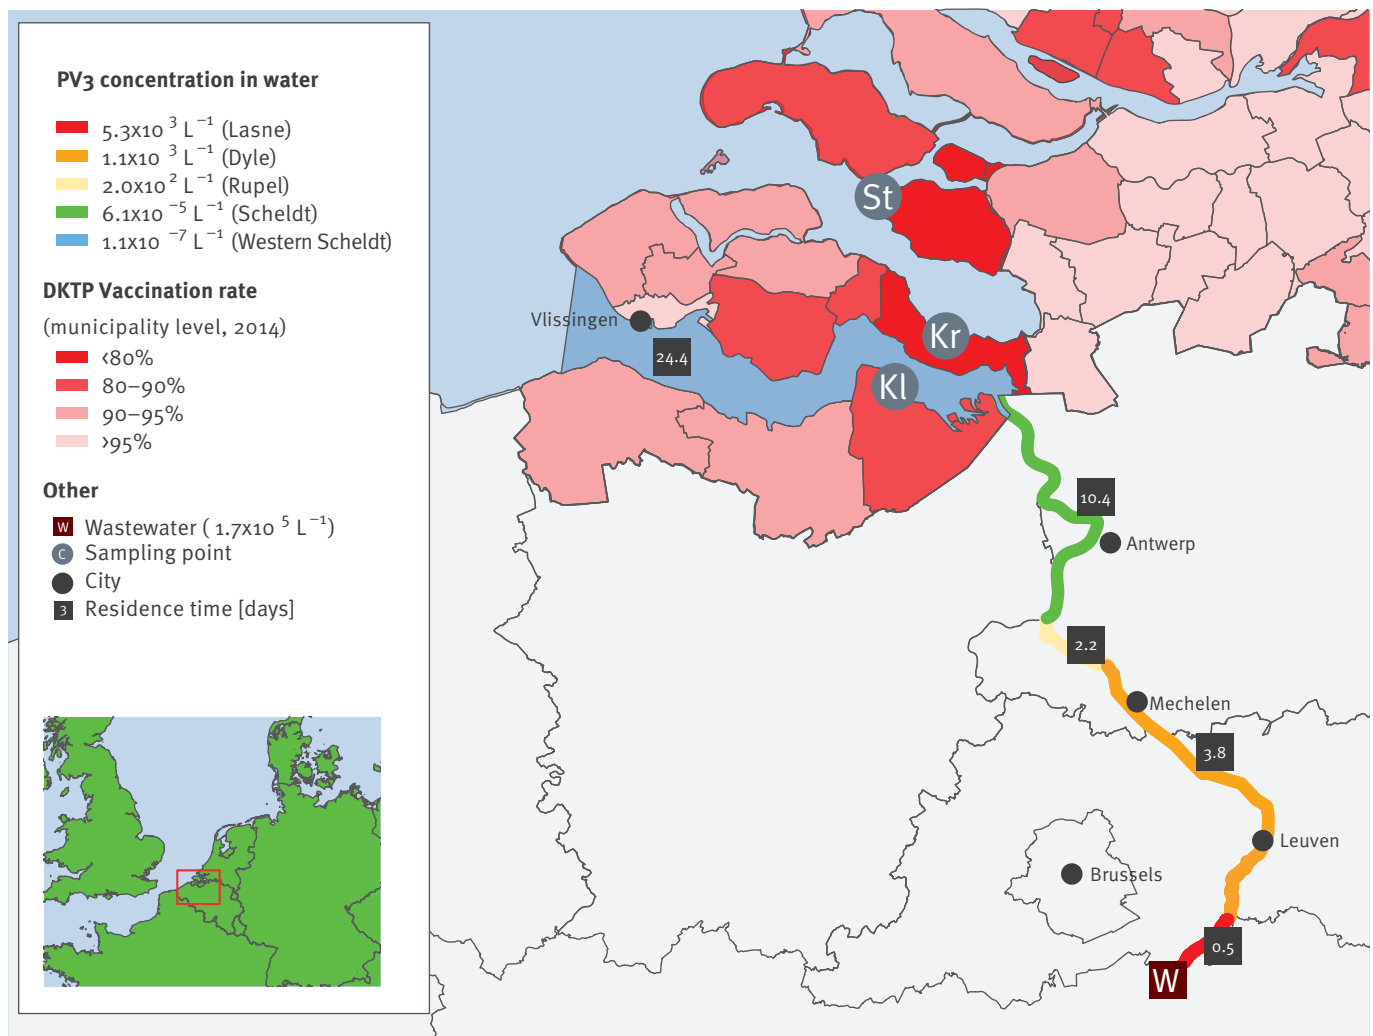 PV3 concentration in water
5.3x10 3 L −1 (Lasne)
1.1x10 3 L −1 (Dyle)
2.0x10 2 L −1 (Rupel)
6.1x10 −5 L −1 (Scheldt)
1.1x10 −7 L −1 (Western Scheldt)
DKTP Vaccination rate
(municipality level, 2014)
<80%
80–90%
90–95%
>95%
Other
W Wastewater ( 1.7x10 5 L −1)
C Sampling point
City
3 Residence time [days]
St
Vlissingen
Kr
24.4
Kl
10.4
Antwerp
2.2
Mechelen
3.8
Leuven
Brussels
0.5
W